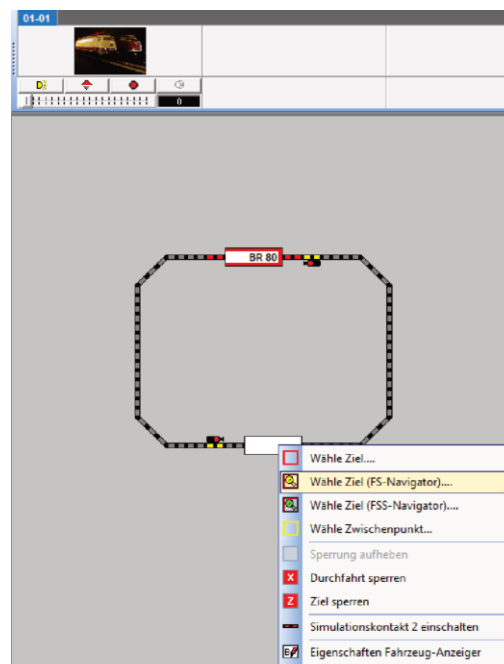 01-01
D
0
BR 80
Wähle Ziel....
Wähle Ziel (FS-Navigator)....
Wähle Ziel (FSS-Navigator)....
Wähle Zwischenpunkt...
Sperrung aufheben
X Durchfahrt sperren
Z Ziel sperren
Simulationskontakt 2 einschalten
Eigenschaften Fahrzeug-Anzeiger